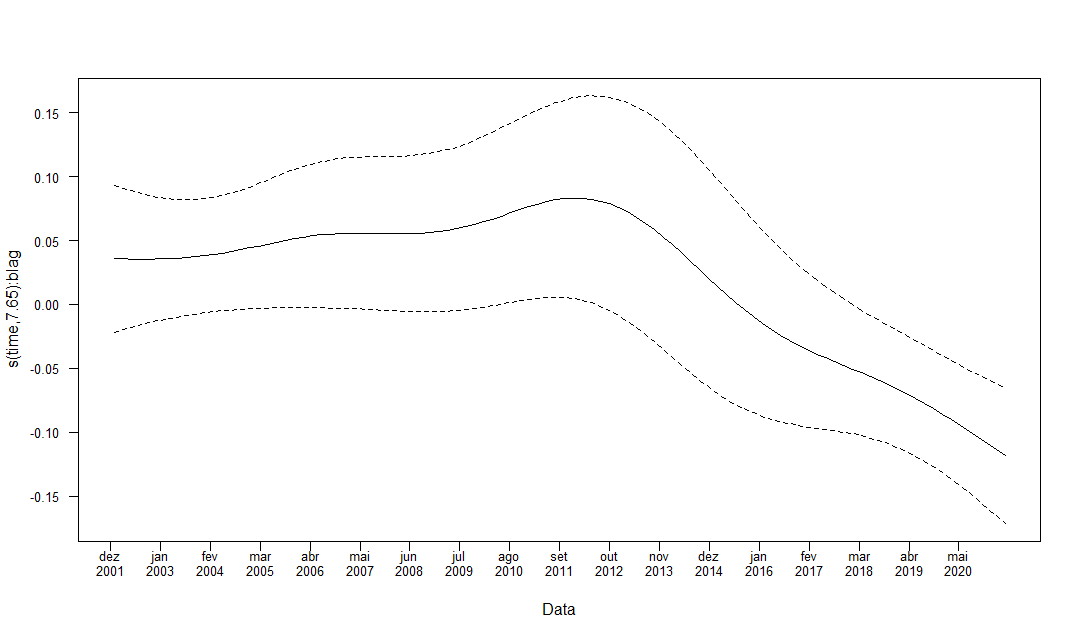 0.15
0.10
0.05
0.00
-0.05
-0.10
-0.15
s(time,7.65):blag
dez jan fev mar abr mai jun jul ago set out nov dez jan fev mar abr mai
2001 2003 2004 2005 2006 2007 2008 2009 2010 2011 2012 2013 2014 2016 2017 2018 2019 2020
Data